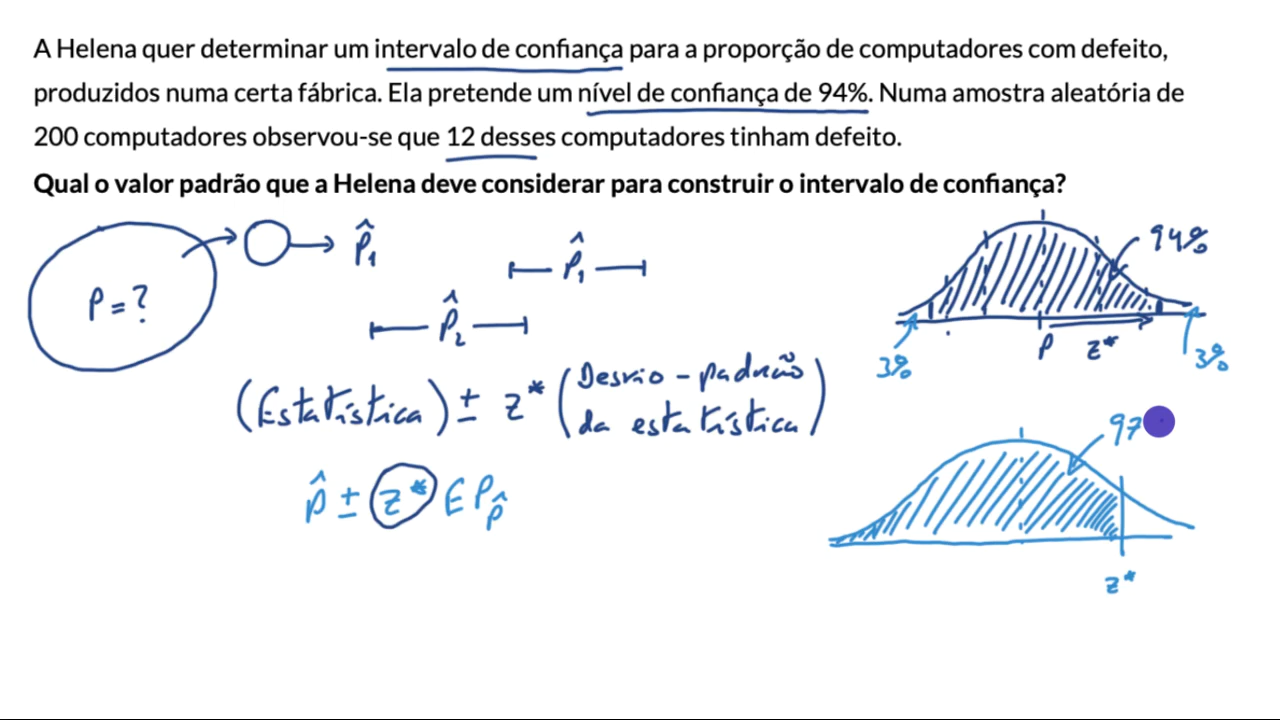 A Helena quer determinar um intervalo de confiança para a proporção de computadores com defeito,
produzidos numa certa fábrica. Ela pretende um nível de confiança de 94%. Numa amostra aleatória de
200 computadores observou-se que 12 desses computadores tinham defeito.
Qual o valor padrão que a Helena deve considerar para construir o intervalo de confiança?
P = ?
p̂₁
p̂₁
p̂₂
94%
3%
P
z*
3%
(Estatística) ± z* (Desvio-padrão
da estatística)
p̂ ± z* EP p̂
97
z*